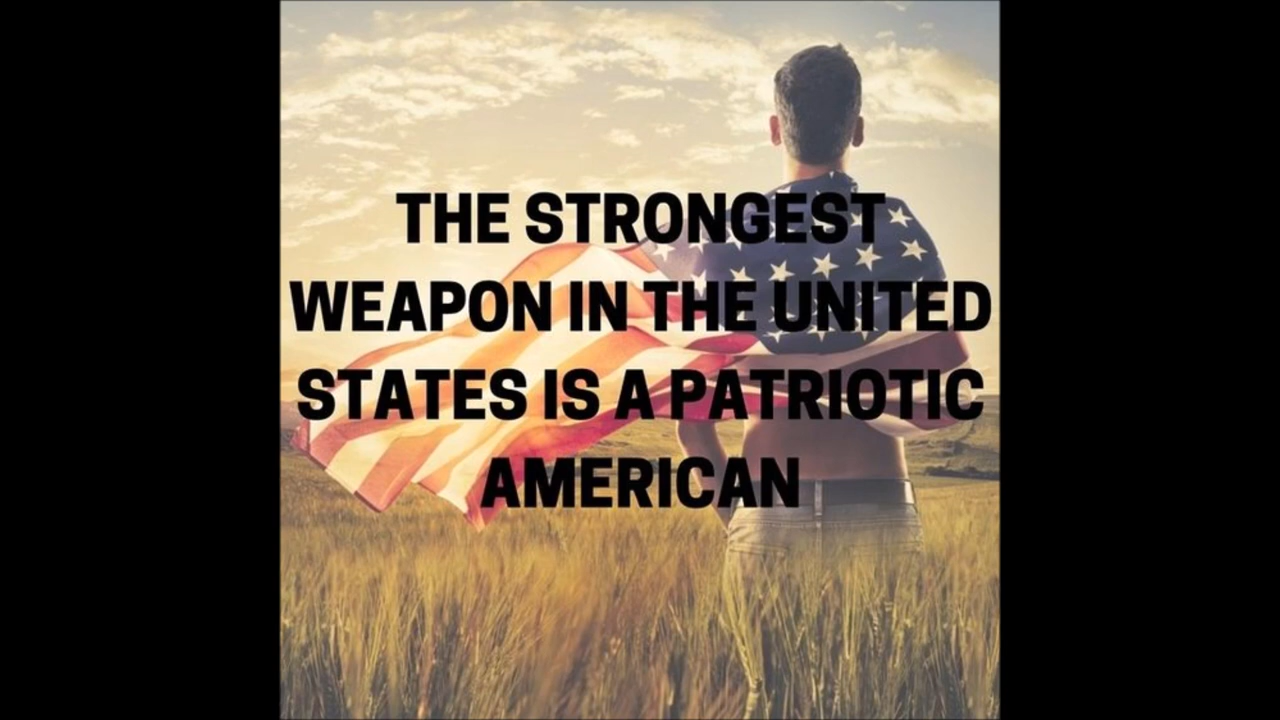 THE STRONGEST
WEAPON IN THE UNITED
STATES IS A PATRIOTIC
AMERICAN